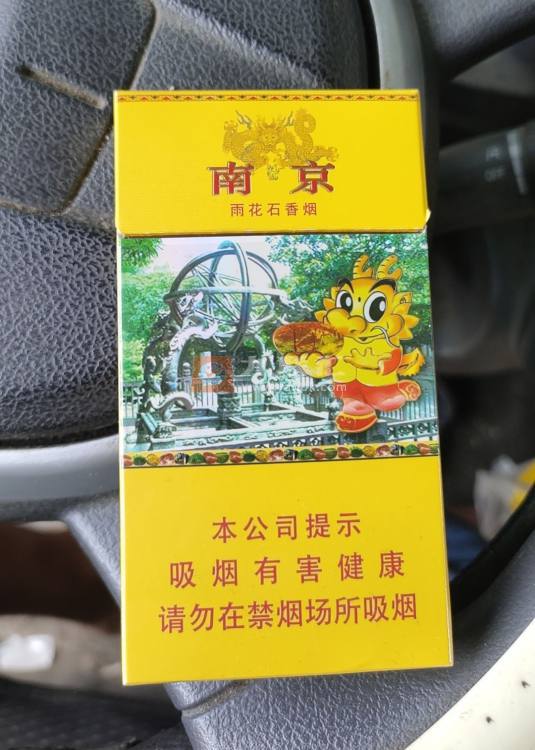 南京
雨花石香烟
本公司提示
吸烟有害健康
请勿在禁烟场所吸烟